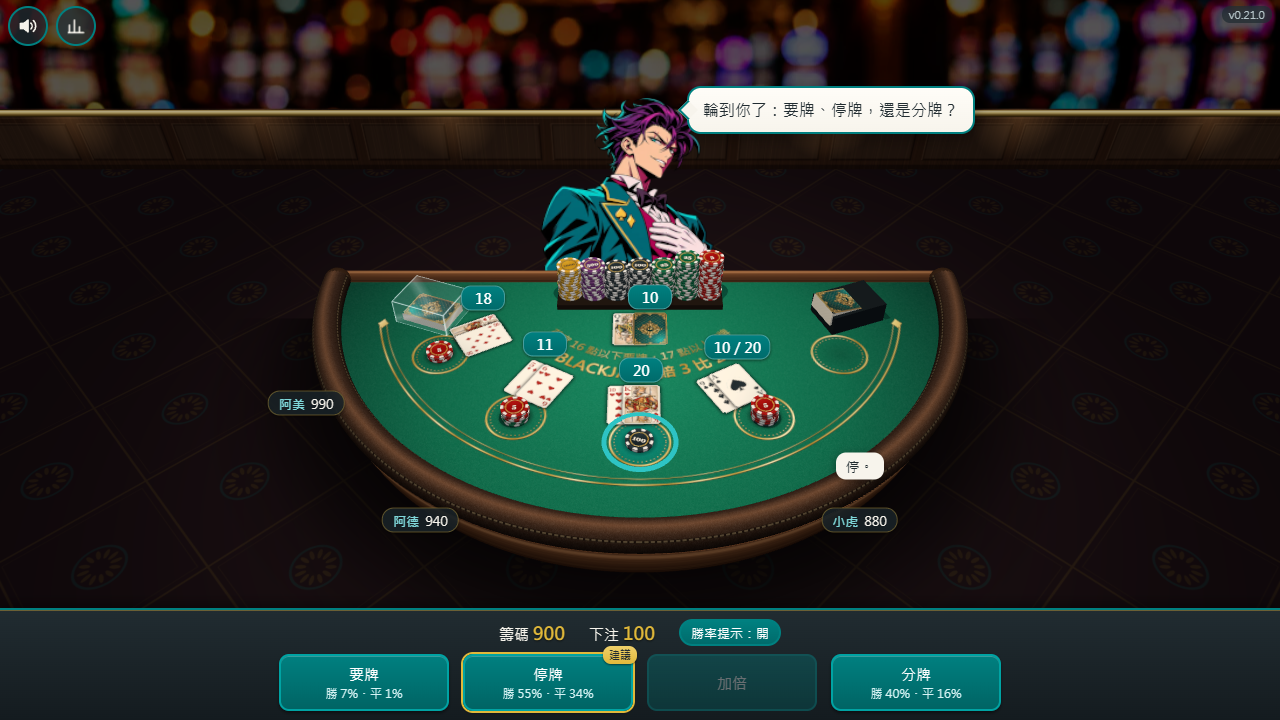 v0.21.0
輪到你了：要牌、停牌，還是分牌？
18
10
11
10 / 20
20
阿美 990
停。
阿德 940
小虎 880
籌碼 900 下注 100 勝率提示：開
建議
要牌
勝 7% · 平 1%
停牌
勝 55% · 平 34%
加倍
分牌
勝 40% · 平 16%